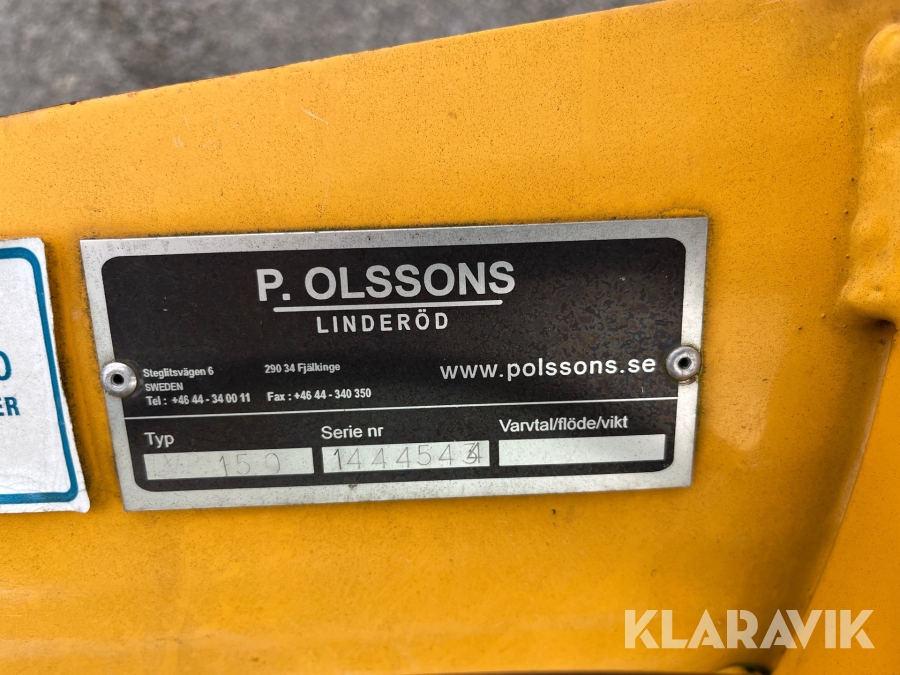 P. OLSSONS
LINDERÖD
Steglitsvägen 6 290 34 Fjälkinge
SWEDEN
Tel : +46 44 - 34 00 11 Fax : +46 44 - 340 350
www.polssons.se
Typ Serie nr Varvtal/flöde/vikt
150
O
ER
KLARAVIK